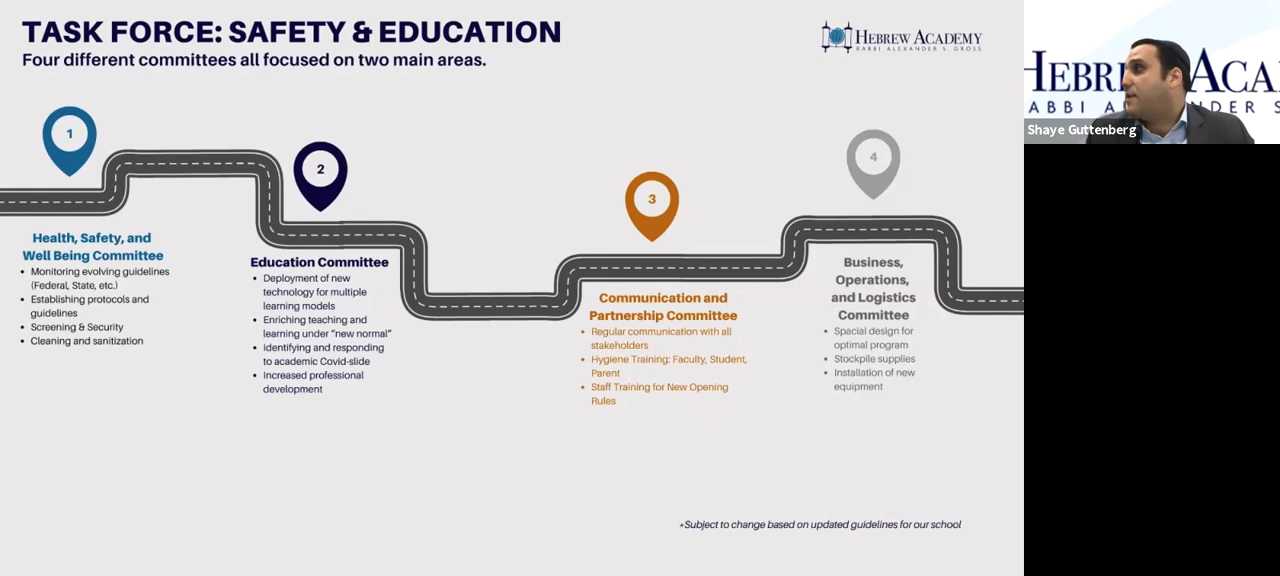 TASK FORCE: SAFETY & EDUCATION
Four different committees all focused on two main areas.
HEBREW ACADEMY
RABBI ALEXANDER S. GROSS
1
Health, Safety, and
Well Being Committee
• Monitoring evolving guidelines
(Federal, State, etc.)
• Establishing protocols and
guidelines
• Screening & Security
• Cleaning and sanitization
2
Education Committee
• Deployment of new
technology for multiple
learning models
• Enriching teaching and
learning under "new normal"
• Identifying and responding
to academic Covid-slide
• Increased professional
development
3
Communication and
Partnership Committee
• Regular communication with all
stakeholders
• Hygiene Training: Faculty, Student,
Parent
• Staff Training for New Opening
Rules
4
Business,
Operations,
and Logistics
Committee
• Spacial design for
optimal program
• Stockpile supplies
• Installation of new
equipment
*Subject to change based on updated guidelines for our school
HEBR ACA
ABBI A NDER S
Shaye Guttenberg